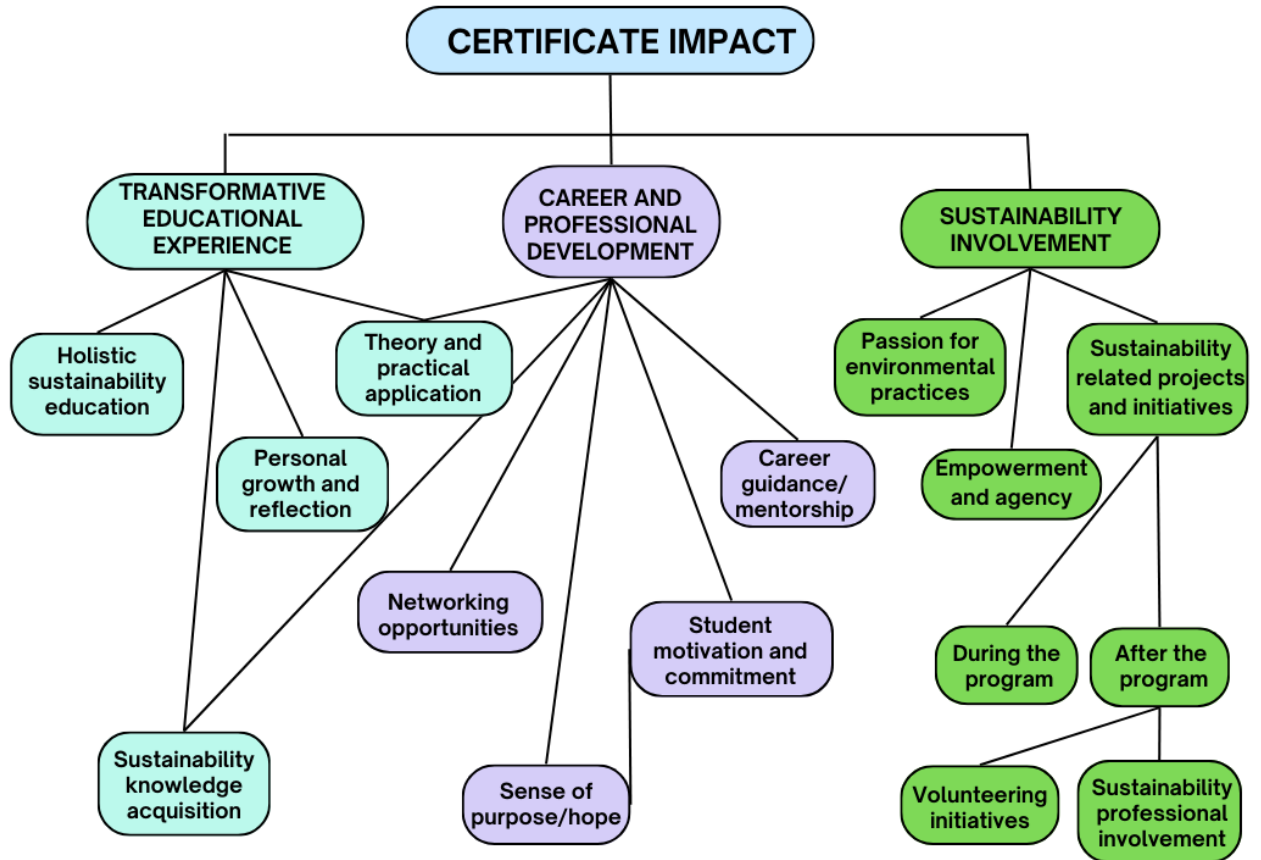 CERTIFICATE IMPACT
TRANSFORMATIVE
EDUCATIONAL
EXPERIENCE
CAREER AND
PROFESSIONAL
DEVELOPMENT
SUSTAINABILITY
INVOLVEMENT
Holistic
sustainability
education
Theory and
practical
application
Passion for
environmental
practices
Sustainability
related projects
and initiatives
Personal
growth and
reflection
Career
guidance/
mentorship
Empowerment
and agency
Networking
opportunities
Student
motivation and
commitment
During the
program
After the
program
Sustainability
knowledge
acquisition
Sense of
purpose/hope
Volunteering
initiatives
Sustainability
professional
involvement